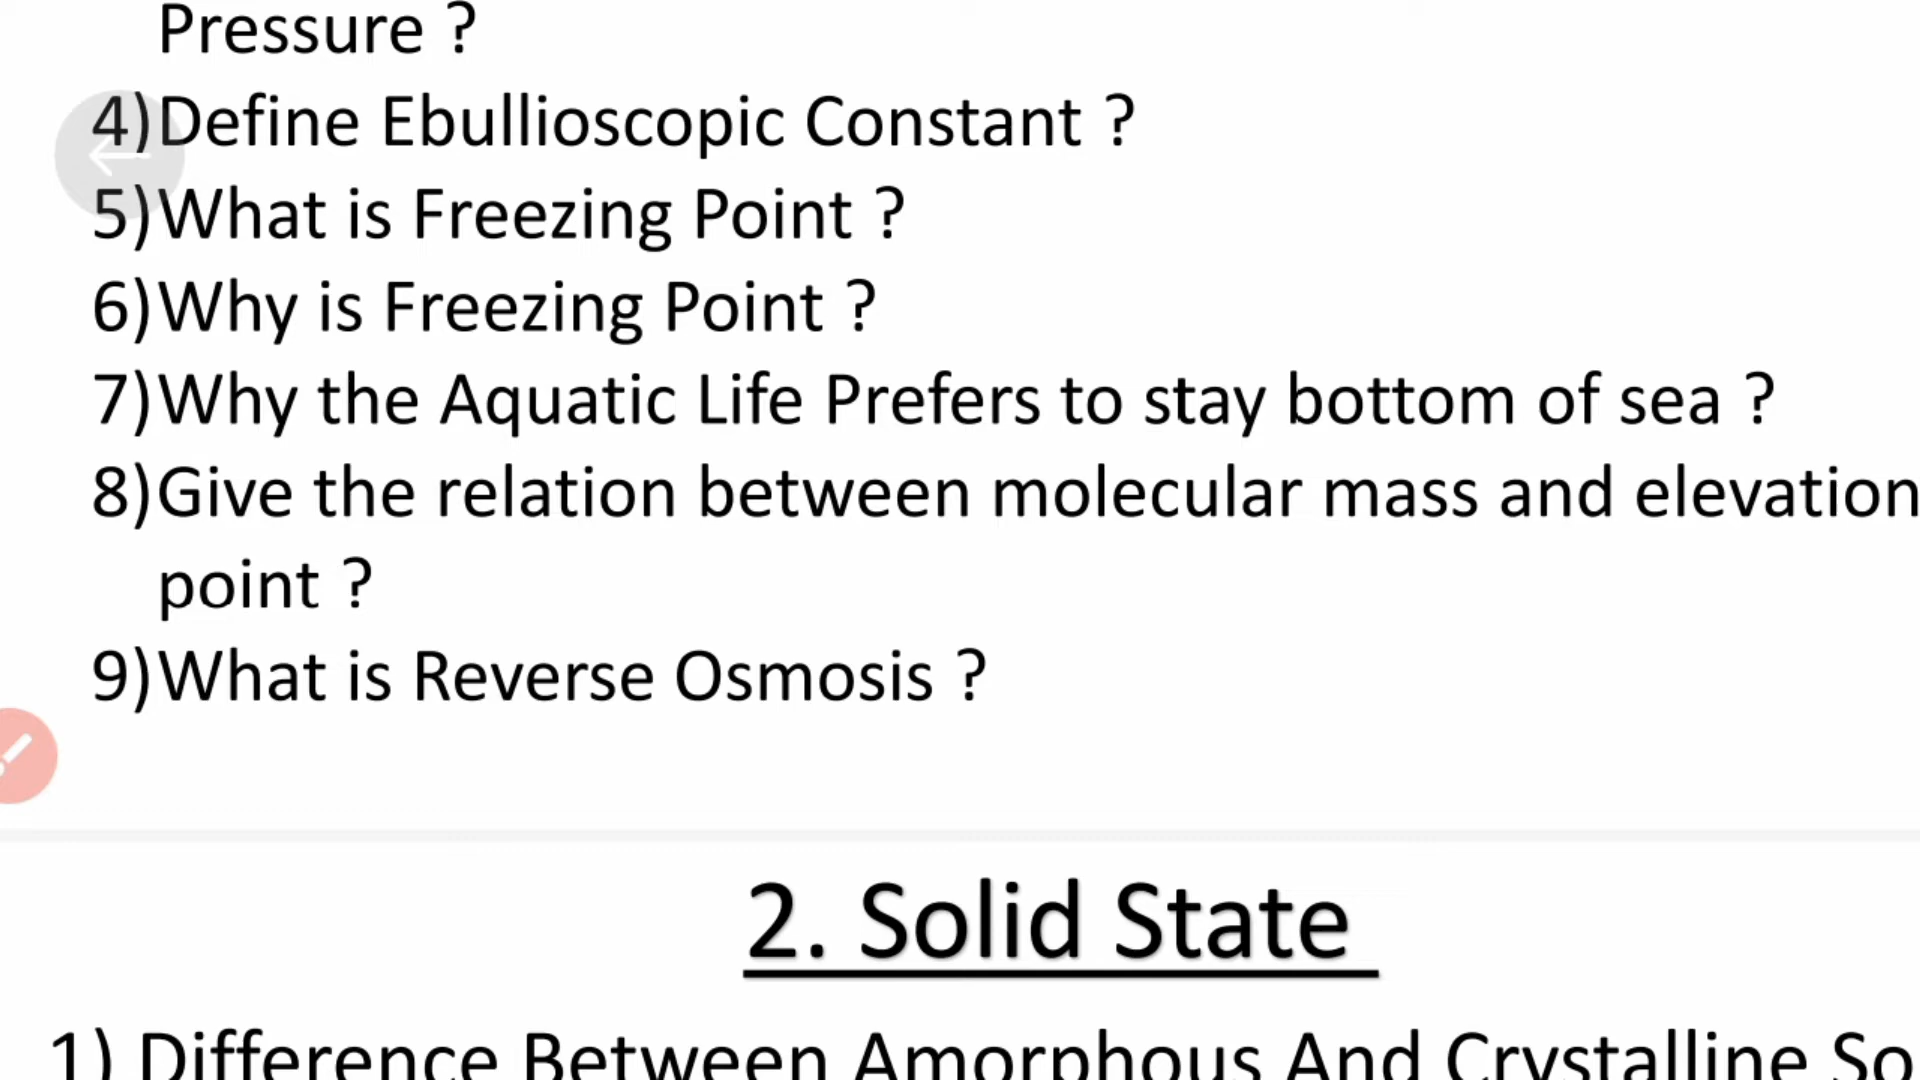 Pressure ?
4) Define Ebullioscopic Constant ?
5) What is Freezing Point ?
6) Why is Freezing Point ?
7) Why the Aquatic Life Prefers to stay bottom of sea ?
8) Give the relation between molecular mass and elevation
point ?
9) What is Reverse Osmosis ?
2. Solid State
1) Difference Between Amorphous And Crystalline So